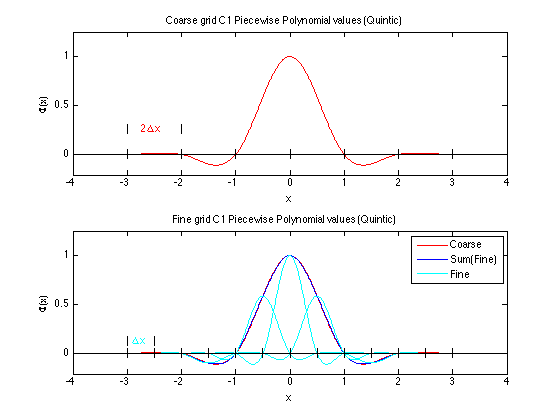 Coarse grid C1 Piecewise Polynomial values (Quintic)
1
0.5
0
Φ(x)
2Δx
-4 -3 -2 -1 0 1 2 3 4
x
Fine grid C1 Piecewise Polynomial values (Quintic)
Coarse
Sum(Fine)
Fine
1
0.5
0
Φ(x)
Δx
-4 -3 -2 -1 0 1 2 3 4
x